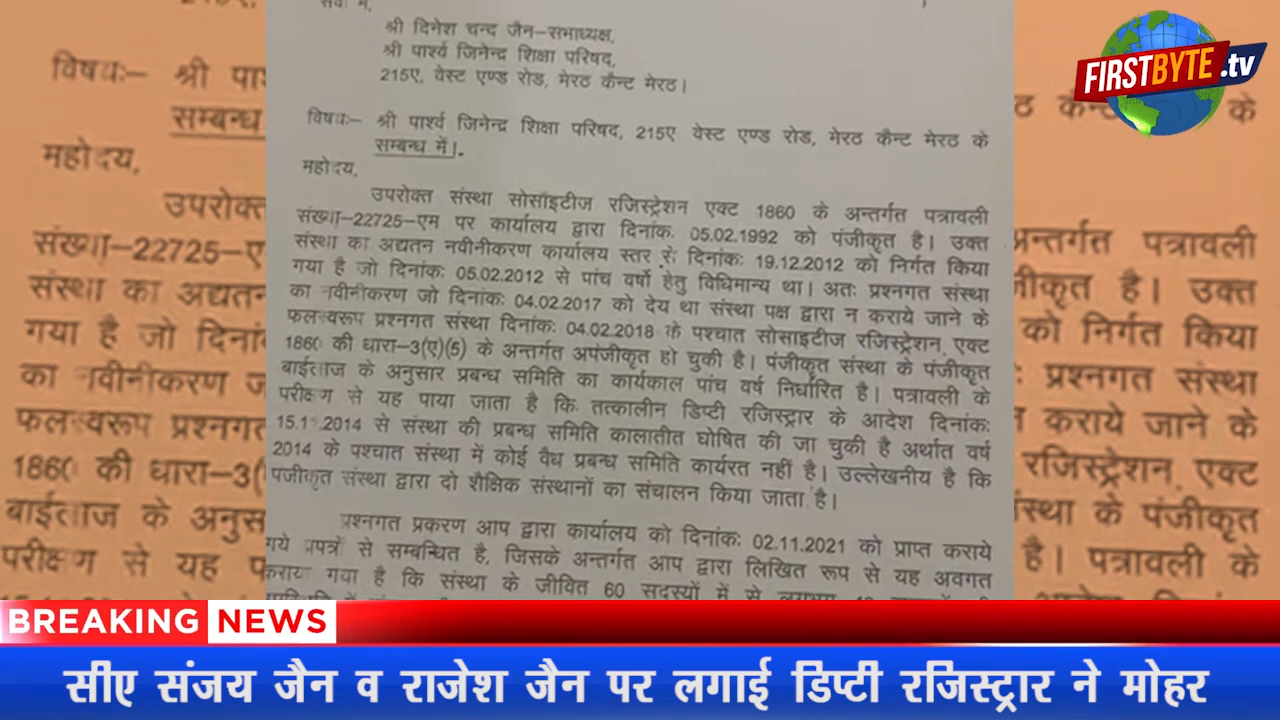 सेवा में,
श्री दिनेश चन्द जैन-सभाध्यक्ष,
श्री पार्श्व जिनेन्द्र शिक्षा परिषद,
215ए, वेस्ट एण्ड रोड, मेरठ कैन्ट मेरठ।
विषयः- श्री पार्श्व जिनेन्द्र शिक्षा परिषद, 215ए वेस्ट एण्ड रोड, मेरठ कैन्ट मेरठ के
सम्बन्ध में।
महोदय,
उपरोक्त संस्था सोसाइटीज रजिस्ट्रेशन एक्ट 1860 के अन्तर्गत पत्रावली
संख्या-22725-एम पर कार्यालय द्वारा दिनांकः 05.02.1992 को पंजीकृत है। उक्त
संस्था का अद्यतन नवीनीकरण कार्यालय स्तर से दिनांकः 19.12.2012 को निर्गत किया
गया है जो दिनांकः 05.02.2012 से पांच वर्षो हेतु विधिमान्य था। अतः प्रश्नगत संस्था
का नवीनीकरण जो दिनांकः 04.02.2017 को देय था संस्था पक्ष द्वारा न कराये जाने के
फलस्वरूप प्रश्नगत संस्था दिनांकः 04.02.2018 के पश्चात सोसाइटीज रजिस्ट्रेशन एक्ट
1860 की धारा-3(ए)(5) के अन्तर्गत अपंजीकृत हो चुकी है। पंजीकृत संस्था के पंजीकृत
बाईलाज के अनुसार प्रबन्ध समिति का कार्यकाल पांच वर्ष निर्धारित है। पत्रावली के
परीक्षण से यह पाया जाता है कि तत्कालीन डिप्टी रजिस्ट्रार के आदेश दिनांकः
15.11.2014 से संस्था की प्रबन्ध समिति कालातीत घोषित की जा चुकी है अर्थात वर्ष
2014 के पश्चात संस्था में कोई वैध प्रबन्ध समिति कार्यरत नहीं है। उल्लेखनीय है कि
पंजीकृत संस्था द्वारा दो शैक्षिक संस्थानों का संचालन किया जाता है।
प्रश्नगत प्रकरण आप द्वारा कार्यालय को दिनांकः 02.11.2021 को प्राप्त कराये
गये प्रपत्रों से सम्बन्धित है, जिसके अन्तर्गत आप द्वारा लिखित रूप से यह अवगत
कराया गया है कि संस्था के जीवित 60 सदस्यों में से लगभग
FIRSTBYTE.tv
BREAKING NEWS
सीए संजय जैन व राजेश जैन पर लगाई डिप्टी रजिस्ट्रार ने मोहर